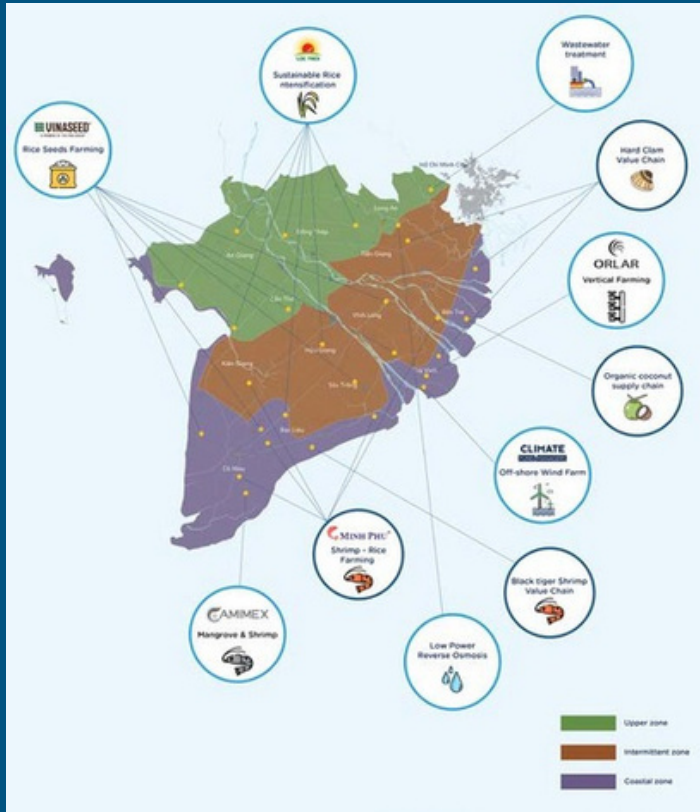 LOC TROI
Sustainable Rice
ntensification
Wastewater
treatment
VINASEED
Rice Seeds Farming
Hard Clam
Value Chain
Hồ Chí Minh City
Long An
Đồng Tháp
An Giang
Tiền Giang
ORLAR
Vertical Farming
Cần Thơ
Vĩnh Long
Bến Tre
Hậu Giang
Kiên Giang
Trà Vinh
Sóc Trăng
Organic coconut
supply chain
Bạc Liêu
CLIMATE
FUND MANAGERS
Off-shore Wind Farm
Cà Mau
MINH PHU
Shrimp - Rice
Farming
Black tiger Shrimp
Value Chain
CAMIMEX
Mangrove & Shrimp
Low Power
Reverse Osmosis
Upper zone
Intermittent zone
Coastal zone